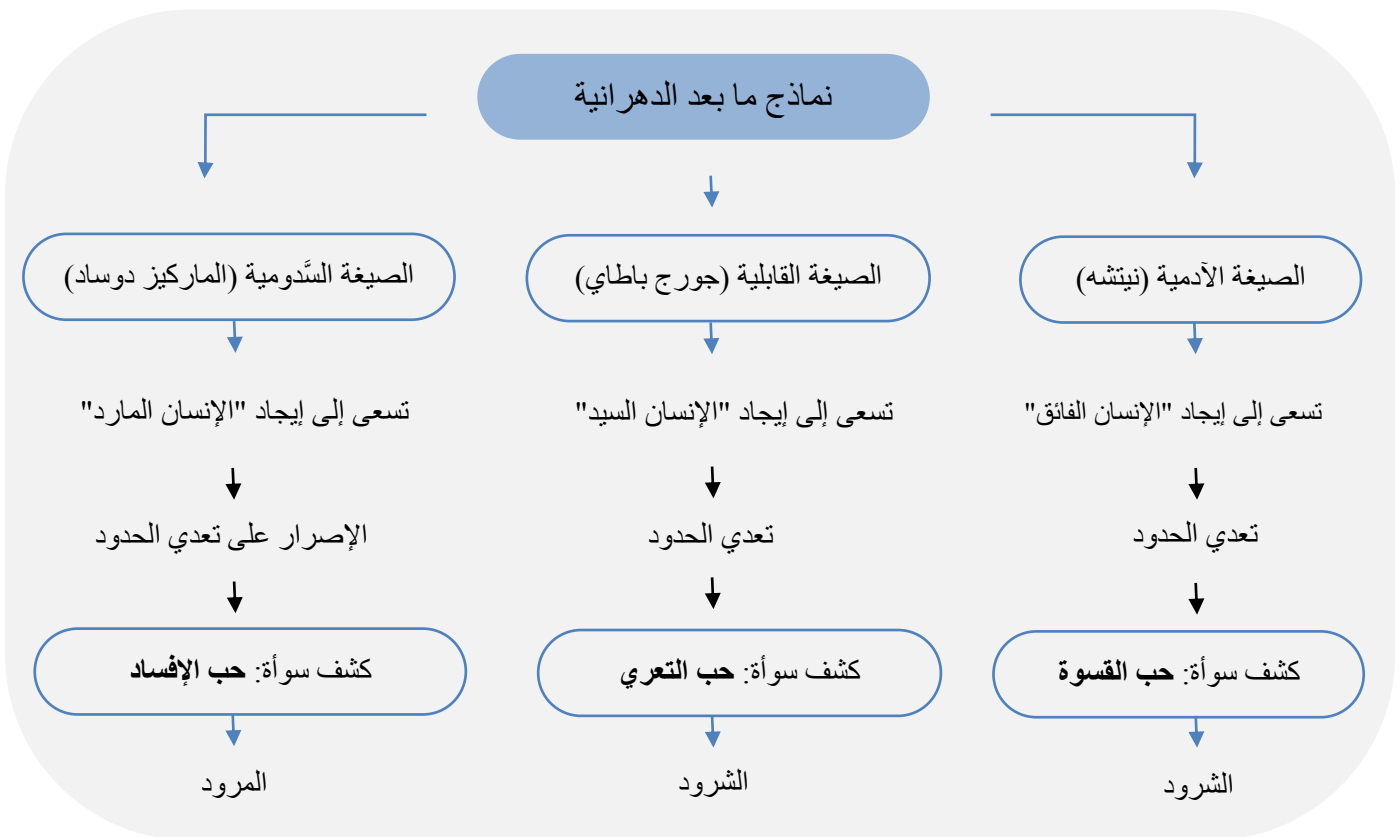 نماذج ما بعد الدهرانية
الصيغة الآدمية (نيتشه)
الصيغة القابلية (جورج باطاي)
الصيغة السَّدومية (الماركيز دوساد)
تسعى إلى إيجاد "الإنسان الفائق"
تسعى إلى إيجاد "الإنسان السيد"
تسعى إلى إيجاد "الإنسان المارد"
تعدي الحدود
تعدي الحدود
الإصرار على تعدي الحدود
كشف سوأة: حب القسوة
كشف سوأة: حب التعري
كشف سوأة: حب الإفساد
الشرود
الشرود
المرود